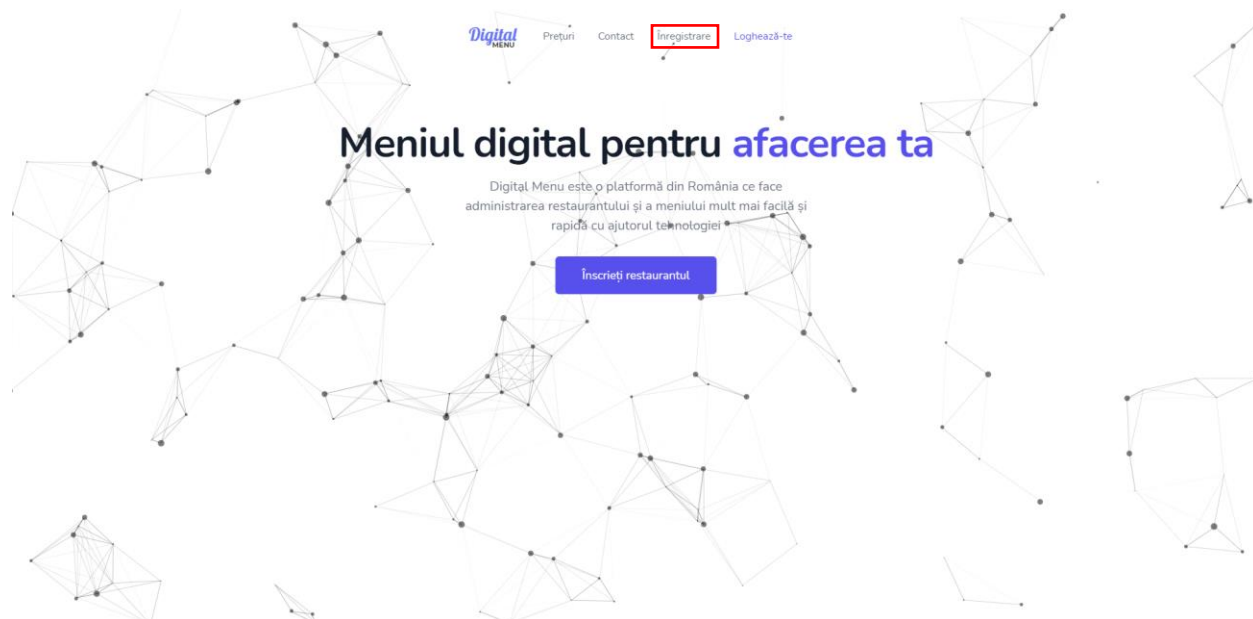 Digital
MENU
Prețuri Contact Înregistrare Loghează-te
Meniul digital pentru afacerea ta
Digital Menu este o platformă din România ce face
administrarea restaurantului și a meniului mult mai facilă și
rapidă cu ajutorul tehnologiei
Înscrieți restaurantul